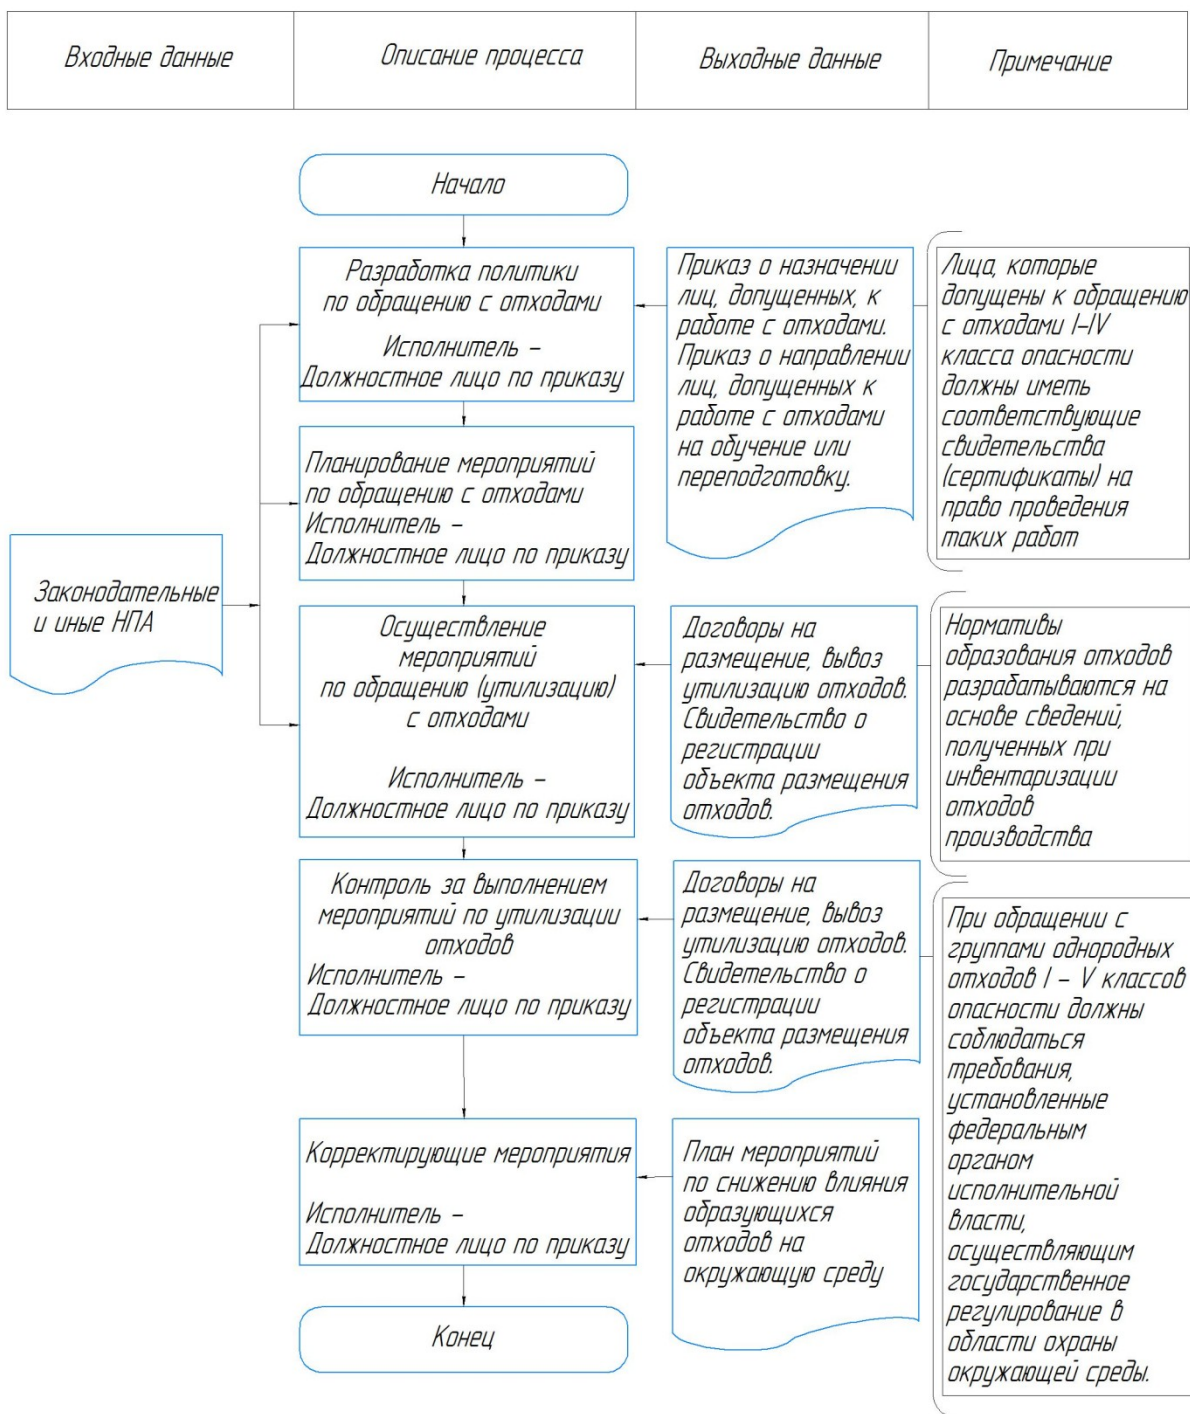 Входные данные
Описание процесса
Выходные данные
Примечание
Начало
Разработка политики
по обращению с отходами
Исполнитель –
Должностное лицо по приказу
Приказ о назначении
лиц, допущенных, к
работе с отходами.
Приказ о направлении
лиц, допущенных к
работе с отходами
на обучение или
переподготовку.
Лица, которые
допущены к обращению
с отходами I-IV
класса опасности
должны иметь
соответствующие
свидетельства
(сертификаты) на
право проведения
таких работ
Планирование мероприятий
по обращению с отходами
Исполнитель –
Должностное лицо по приказу
Законодательные
и иные НПА
Осуществление
мероприятий
по обращению (утилизацию)
с отходами
Исполнитель –
Должностное лицо по приказу
Договоры на
размещение, вывоз
утилизацию отходов.
Свидетельство о
регистрации
объекта размещения
отходов.
Нормативы
образования отходов
разрабатываются на
основе сведений,
полученных при
инвентаризации
отходов
производства
Контроль за выполнением
мероприятий по утилизации
отходов
Исполнитель –
Должностное лицо по приказу
Договоры на
размещение, вывоз
утилизацию отходов.
Свидетельство о
регистрации
объекта размещения
отходов.
При обращении с
группами однородных
отходов I – V классов
опасности должны
соблюдаться
требования,
установленные
федеральным
органом
исполнительной
власти,
осуществляющим
государственное
регулирование в
области охраны
окружающей среды.
Корректирующие мероприятия
Исполнитель –
Должностное лицо по приказу
План мероприятий
по снижению влияния
образующихся
отходов на
окружающую среду
Конец